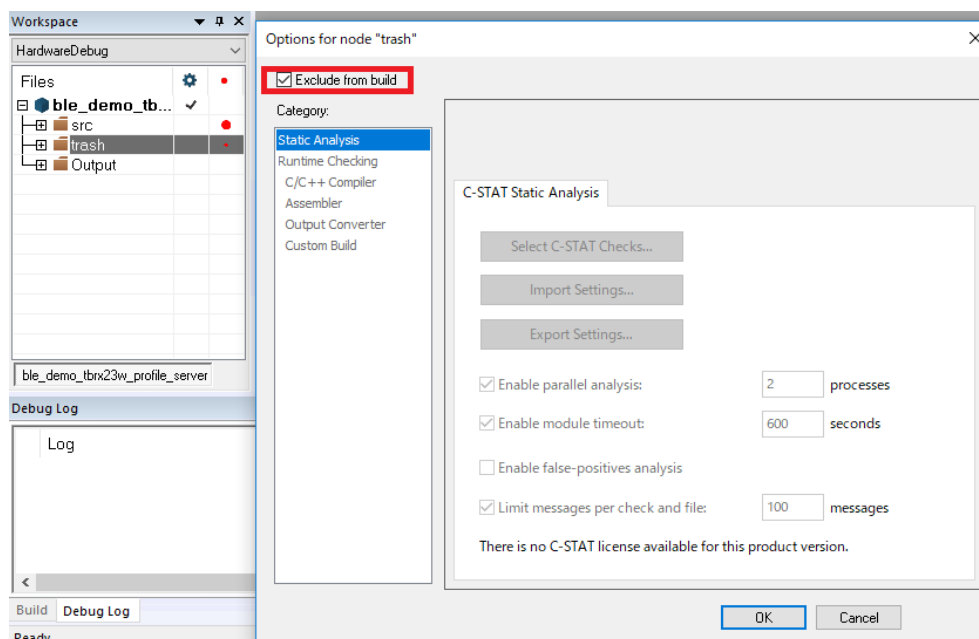 Workspace
HardwareDebug
Files
ble_demo_tb...
src
trash
Output
ble_demo_tbrx23w_profile_server
Debug Log
Log
Build
Debug Log
Ready
Options for node "trash"
Exclude from build
Category:
Static Analysis
Runtime Checking
C/C++ Compiler
Assembler
Output Converter
Custom Build
C-STAT Static Analysis
Select C-STAT Checks...
Import Settings...
Export Settings...
Enable parallel analysis: 2 processes
Enable module timeout: 600 seconds
Enable false-positives analysis
Limit messages per check and file: 100 messages
There is no C-STAT license available for this product version.
OK Cancel